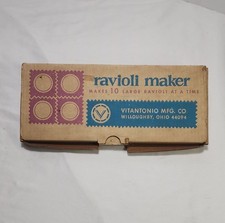 ravioli maker
MAKES 10 LARGE RAVIOLI AT A TIME
VITANTONIO MFG. CO
WILLOUGHBY, OHIO 44094
V